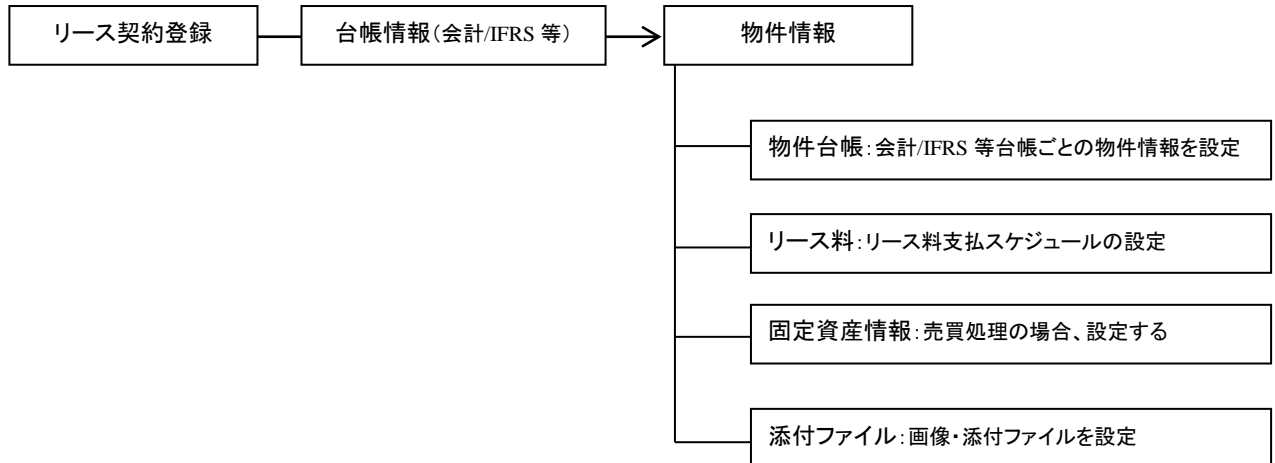 リース契約登録
台帳情報(会計/IFRS 等)
物件情報
物件台帳:会計/IFRS 等台帳ごとの物件情報を設定
リース料:リース料支払スケジュールの設定
固定資産情報:売買処理の場合、設定する
添付ファイル:画像・添付ファイルを設定